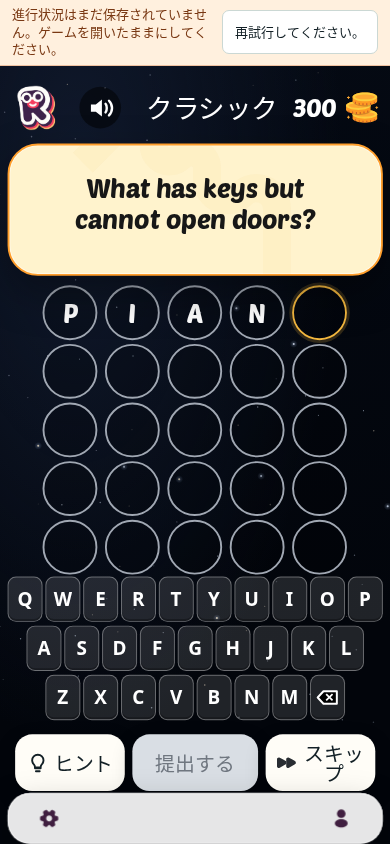 進行状況はまだ保存されていませ
ん。ゲームを開いたままにしてく
ださい。
再試行してください。
R
クラシック
300
What has keys but
cannot open doors?
P I A N
Q W E R T Y U I O P
A S D F G H J K L
Z X C V B N M
ヒント
提出する
スキッ
プ